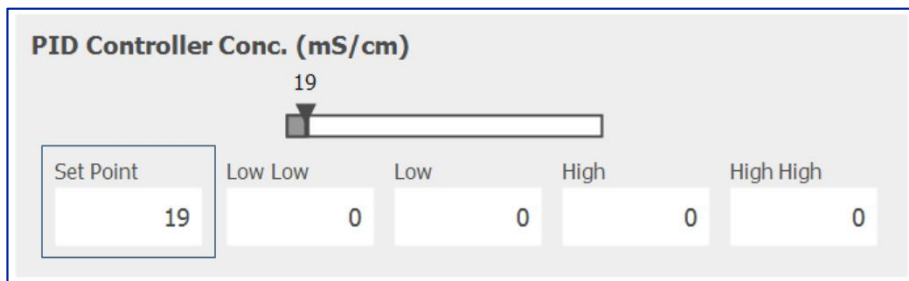 PID Controller Conc. (mS/cm)
19
Set Point Low Low Low High High High
19 0 0 0 0